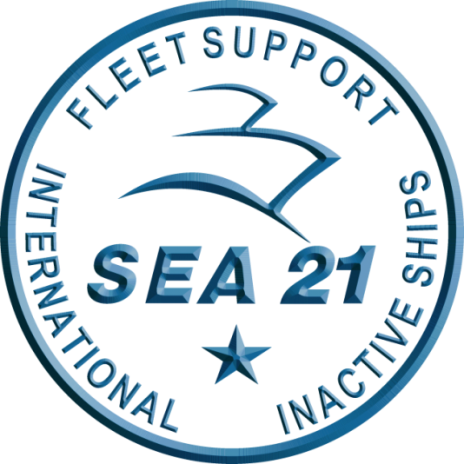 FLEET SUPPORT
INTERNATIONAL
INACTIVE SHIPS
SEA 21